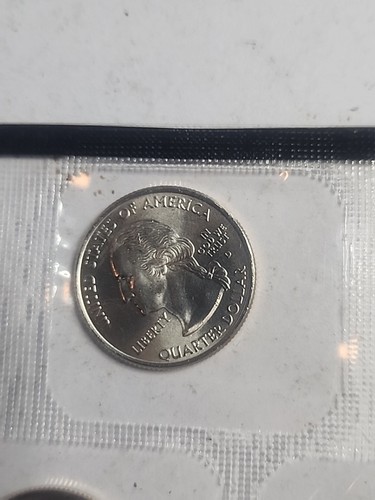 UNITED STATES OF AMERICA
IN
GOD WE
TRUST
D
LIBERTY
QUARTER DOLLAR